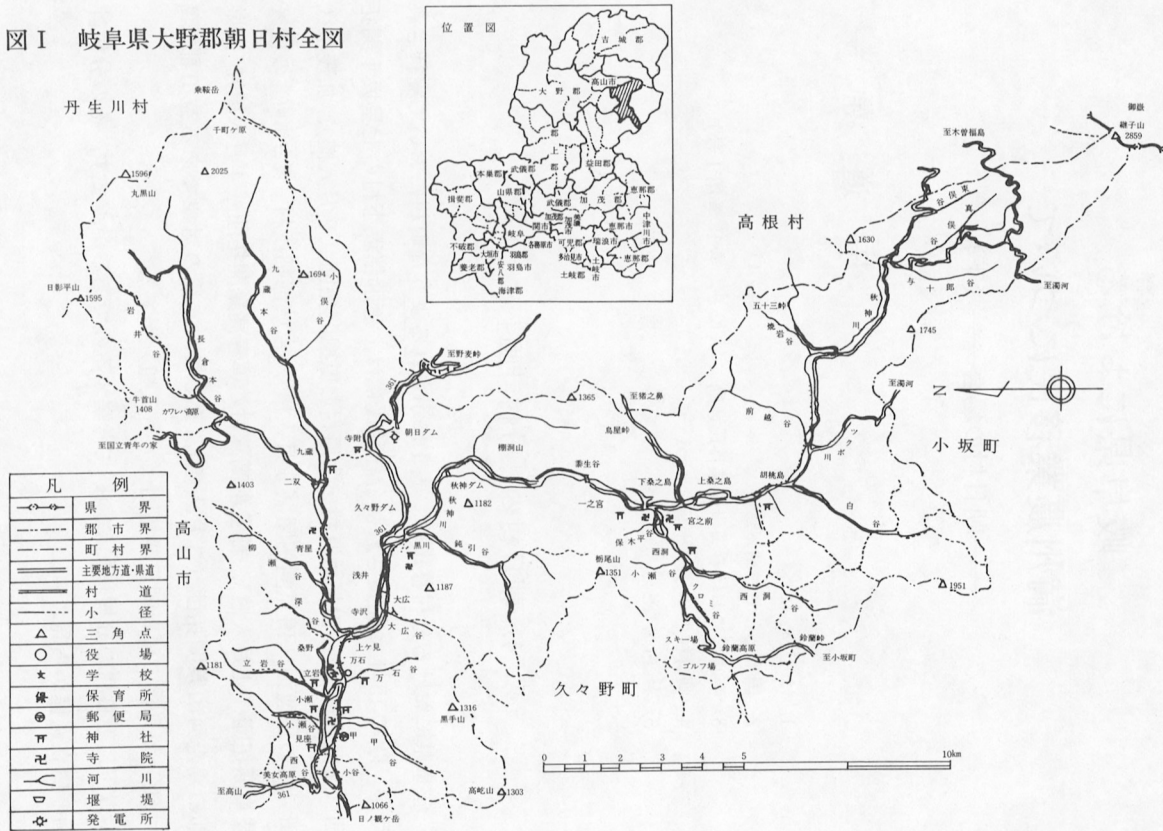 図Ⅰ 岐阜県大野郡朝日村全図
位置図
吉城郡
高山市
大野郡
郡上郡
益田郡
本巣郡
武儀郡
揖斐郡
山県郡
武儀郡
加茂郡
恵那郡
中津川市
岐阜
関市
加茂郡
美濃加茂市
恵那市
不破郡
大垣市
各務原市
可児郡
瑞浪市
養老郡
安八郡
羽島郡
羽島市
多治見市
土岐市
土岐郡
恵那郡
海津郡
丹生川村
乗鞍岳
千町ケ原
1596
丸黒山
2025
日影平山
1595
岩井谷
長倉本谷
九蔵本谷
1694
小俣谷
牛首山
1408
カワレハ高原
至国立青年の家
九蔵
二双
1403
高山市
柳瀬谷
青屋
深谷
寺附
至野麦峠
361
朝日ダム
久々野ダム
361
浅井
寺沢
大広
大広谷
黒川
秋神ダム
秋神川
1182
鈍引谷
1187
桑野
上ケ見
万石
万石谷
立岩谷
立岩
1181
小瀬
小瀬谷
見座
西谷
甲
甲谷
美女高原
小谷
至高山
361
1066
日ノ観ケ岳
1316
黒手山
高屹山
1303
久々野町
棚洞山
1365
鳥屋峠
至猪之鼻
黍生谷
一之宮
下桑之島
上桑之島
宮之前
胡桃島
保木平
西洞
小瀬谷
栃尾山
1351
クロミ谷
西洞谷
スキー場
鈴蘭高原
鈴蘭峠
ゴルフ場
至小坂町
1951
白谷
前越谷
ツクボ川
至濁河
小坂町
1745
高根村
1630
五十三峠
焼岩谷
秋神川
与十郎谷
至濁河
真俣谷
東俣谷
至木曽福島
御嶽
継子山
2859
N
0 1 2 3 4 5 10km
凡例
県界
郡市界
町村界
主要地方道・県道
村道
小径
三角点
役場
学校
保育所
郵便局
神社
寺院
河川
堰堤
発電所